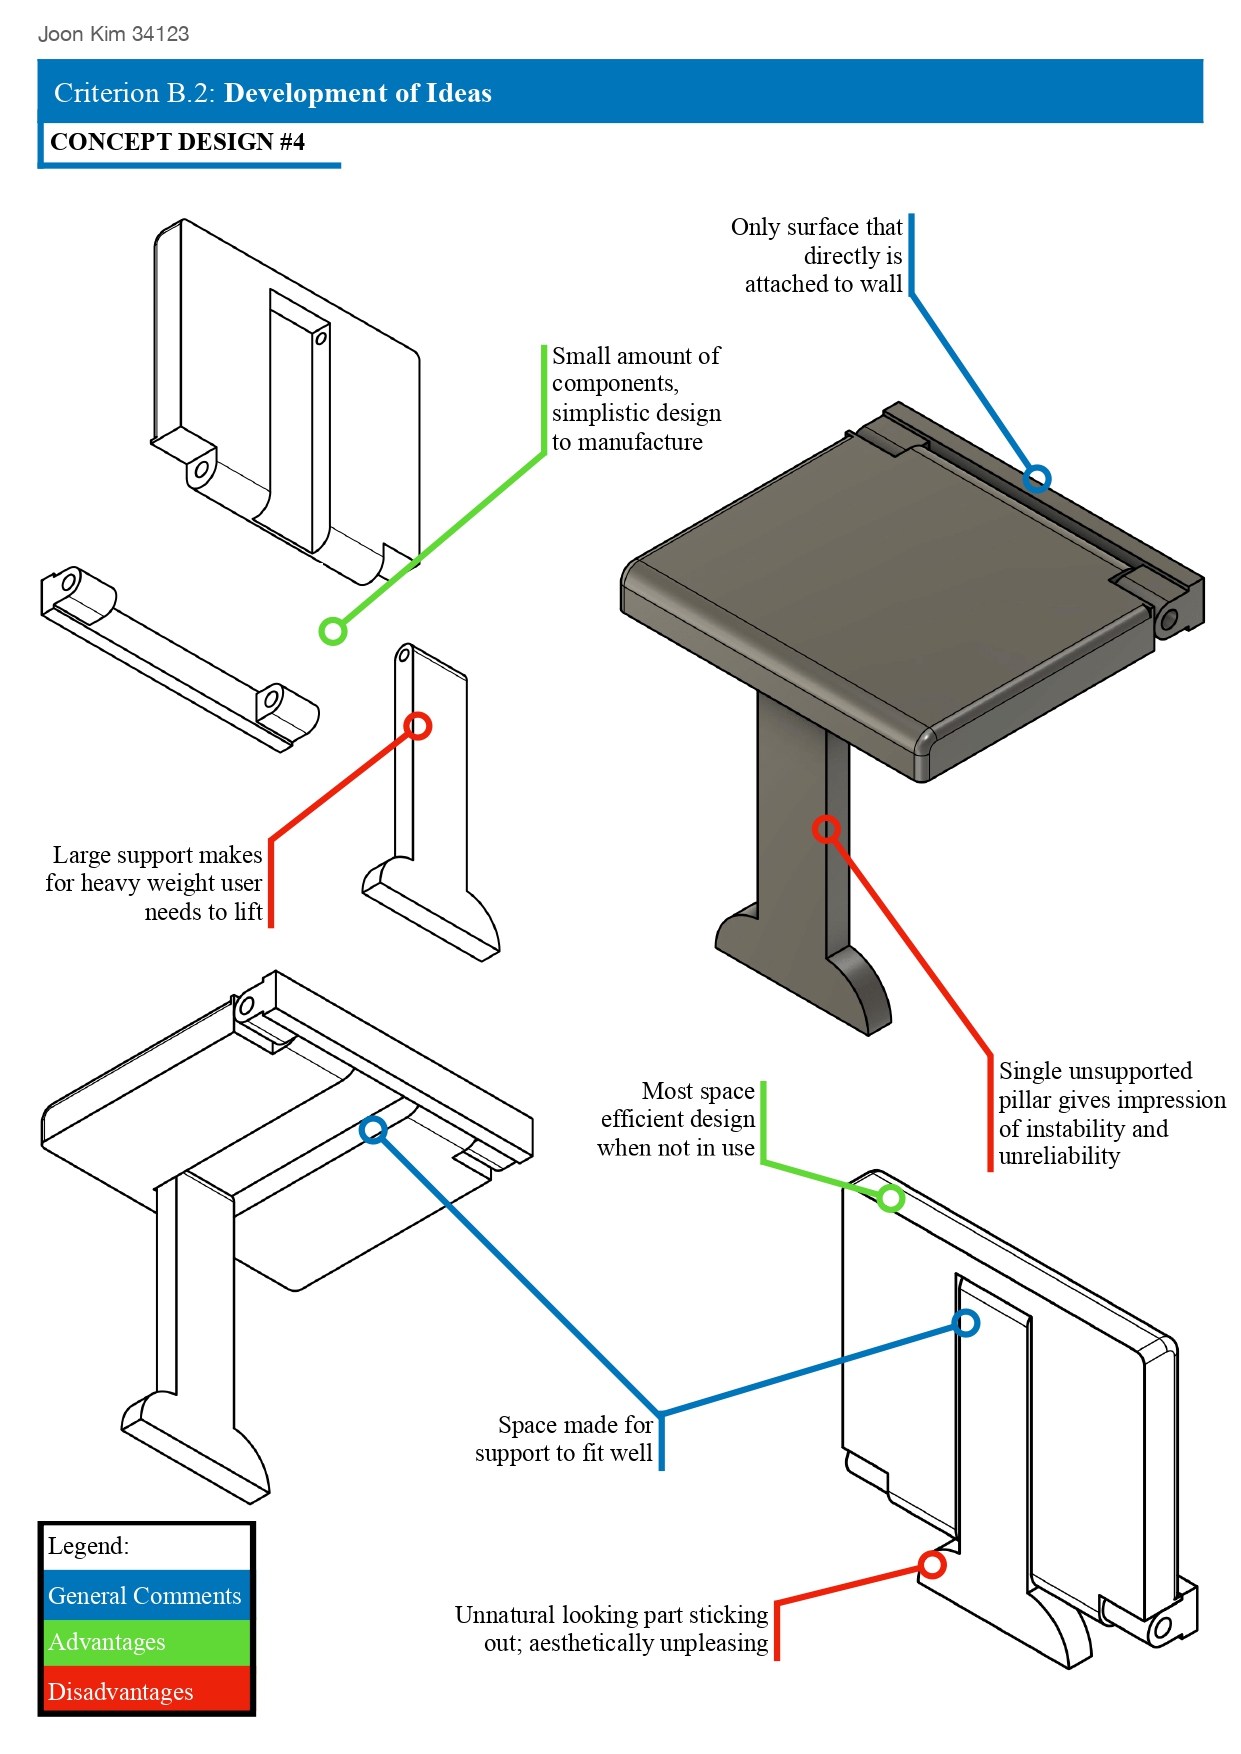 Joon Kim 34123
Criterion B.2: Development of Ideas
CONCEPT DESIGN #4
Only surface that
directly is
attached to wall
Small amount of
components,
simplistic design
to manufacture
Large support makes
for heavy weight user
needs to lift
Single unsupported
pillar gives impression
of instability and
unreliability
Most space
efficient design
when not in use
Space made for
support to fit well
Unnatural looking part sticking
out; aesthetically unpleasing
Legend:
General Comments
Advantages
Disadvantages